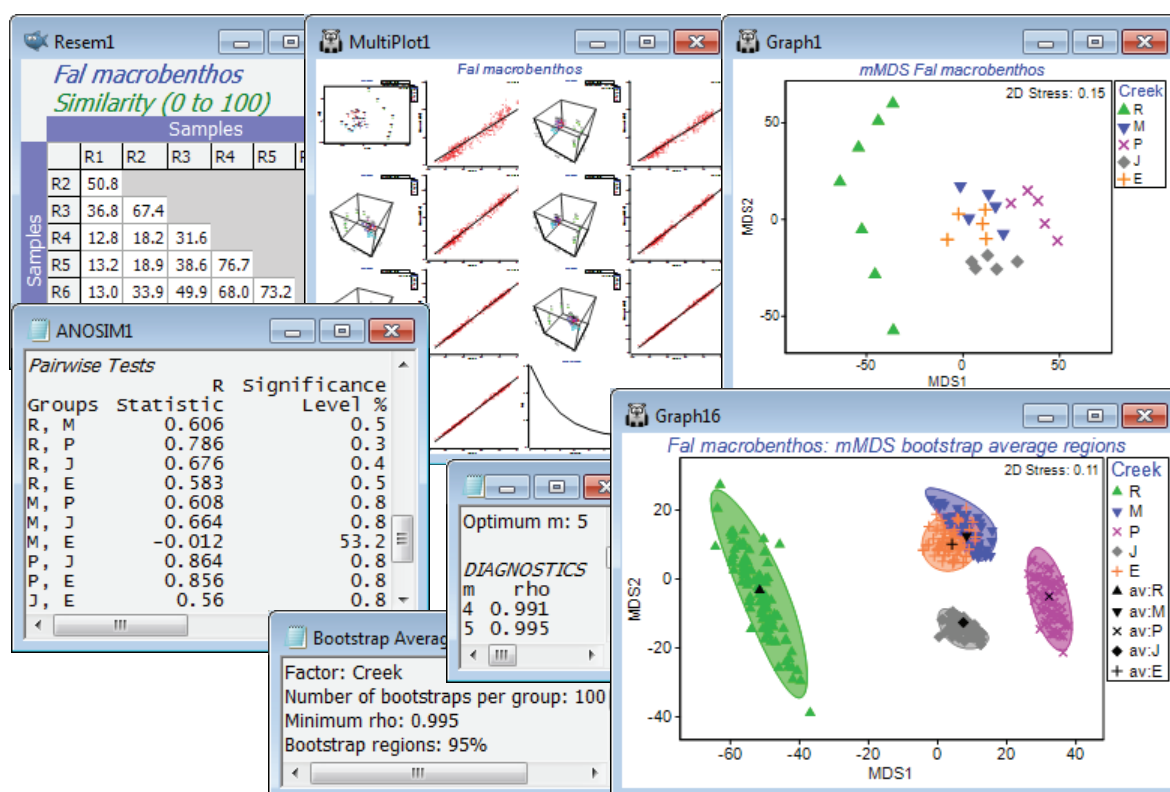 Resem1
Fal macrobenthos
Similarity (0 to 100)
Samples
Samples
R1 R2 R3 R4 R5
R2 50.8
R3 36.8 67.4
R4 12.8 18.2 31.6
R5 13.2 18.9 38.6 76.7
R6 13.0 33.9 49.9 68.0 73.2
MultiPlot1
Fal macrobenthos
Graph1
mMDS Fal macrobenthos
2D Stress: 0.15
Creek
R
M
P
J
E
50
0
-50
MDS2
-50 0 50
MDS1
ANOSIM1
Pairwise Tests
R Significance
Groups Statistic Level %
R, M 0.606 0.5
R, P 0.786 0.3
R, J 0.676 0.4
R, E 0.583 0.5
M, P 0.608 0.8
M, J 0.664 0.8
M, E -0.012 53.2
P, J 0.864 0.8
P, E 0.856 0.8
J, E 0.56 0.8
Optimum m: 5
DIAGNOSTICS
m rho
4 0.991
5 0.995
Bootstrap Averag
Factor: Creek
Number of bootstraps per group: 100
Minimum rho: 0.995
Bootstrap regions: 95%
Graph16
Fal macrobenthos: mMDS bootstrap average regions
2D Stress: 0.11
Creek
R
M
P
J
E
av:R
av:M
av:P
av:J
av:E
20
0
-20
-40
MDS2
-60 -40 -20 0 20 40
MDS1